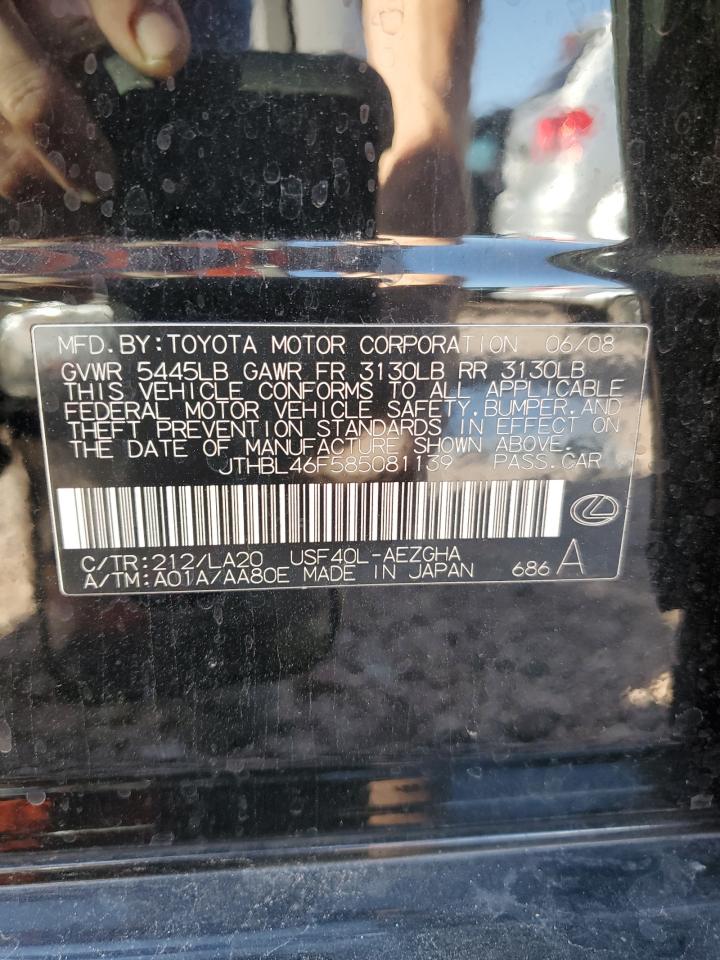 MFD.BY:TOYOTA MOTOR CORPORATION 06/08
GVWR 5445LB GAWR FR 3130LB RR 3130LB
THIS VEHICLE CONFORMS TO ALL APPLICABLE
FEDERAL MOTOR VEHICLE SAFETY,BUMPER,AND
THEFT PREVENTION STANDARDS IN EFFECT ON
THE DATE OF MANUFACTURE SHOWN ABOVE.
JTHBL46F585081139 PASS.CAR
C/TR:212/LA20 USF40L-AEZGHA
A/TM:A01A/AA80E MADE IN JAPAN 686 A